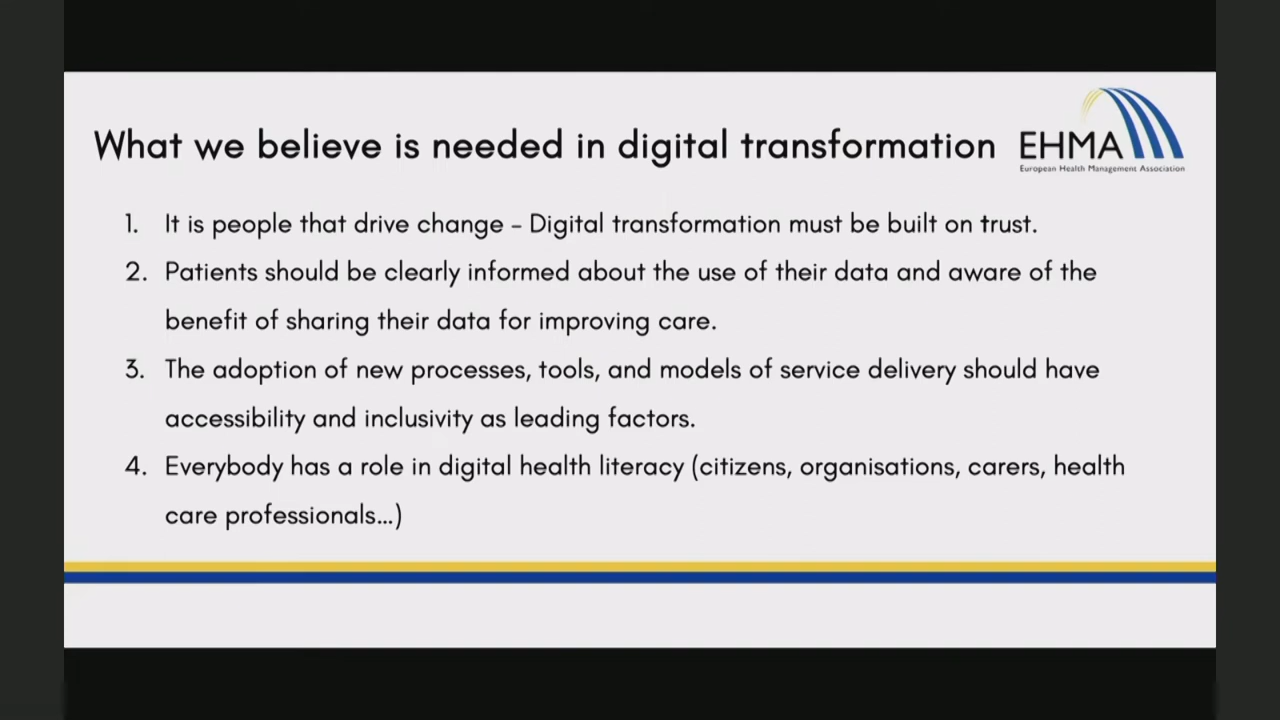 What we believe is needed in digital transformation
EHMA
European Health Management Association
1. It is people that drive change - Digital transformation must be built on trust.
2. Patients should be clearly informed about the use of their data and aware of the
benefit of sharing their data for improving care.
3. The adoption of new processes, tools, and models of service delivery should have
accessibility and inclusivity as leading factors.
4. Everybody has a role in digital health literacy (citizens, organisations, carers, health
care professionals...)